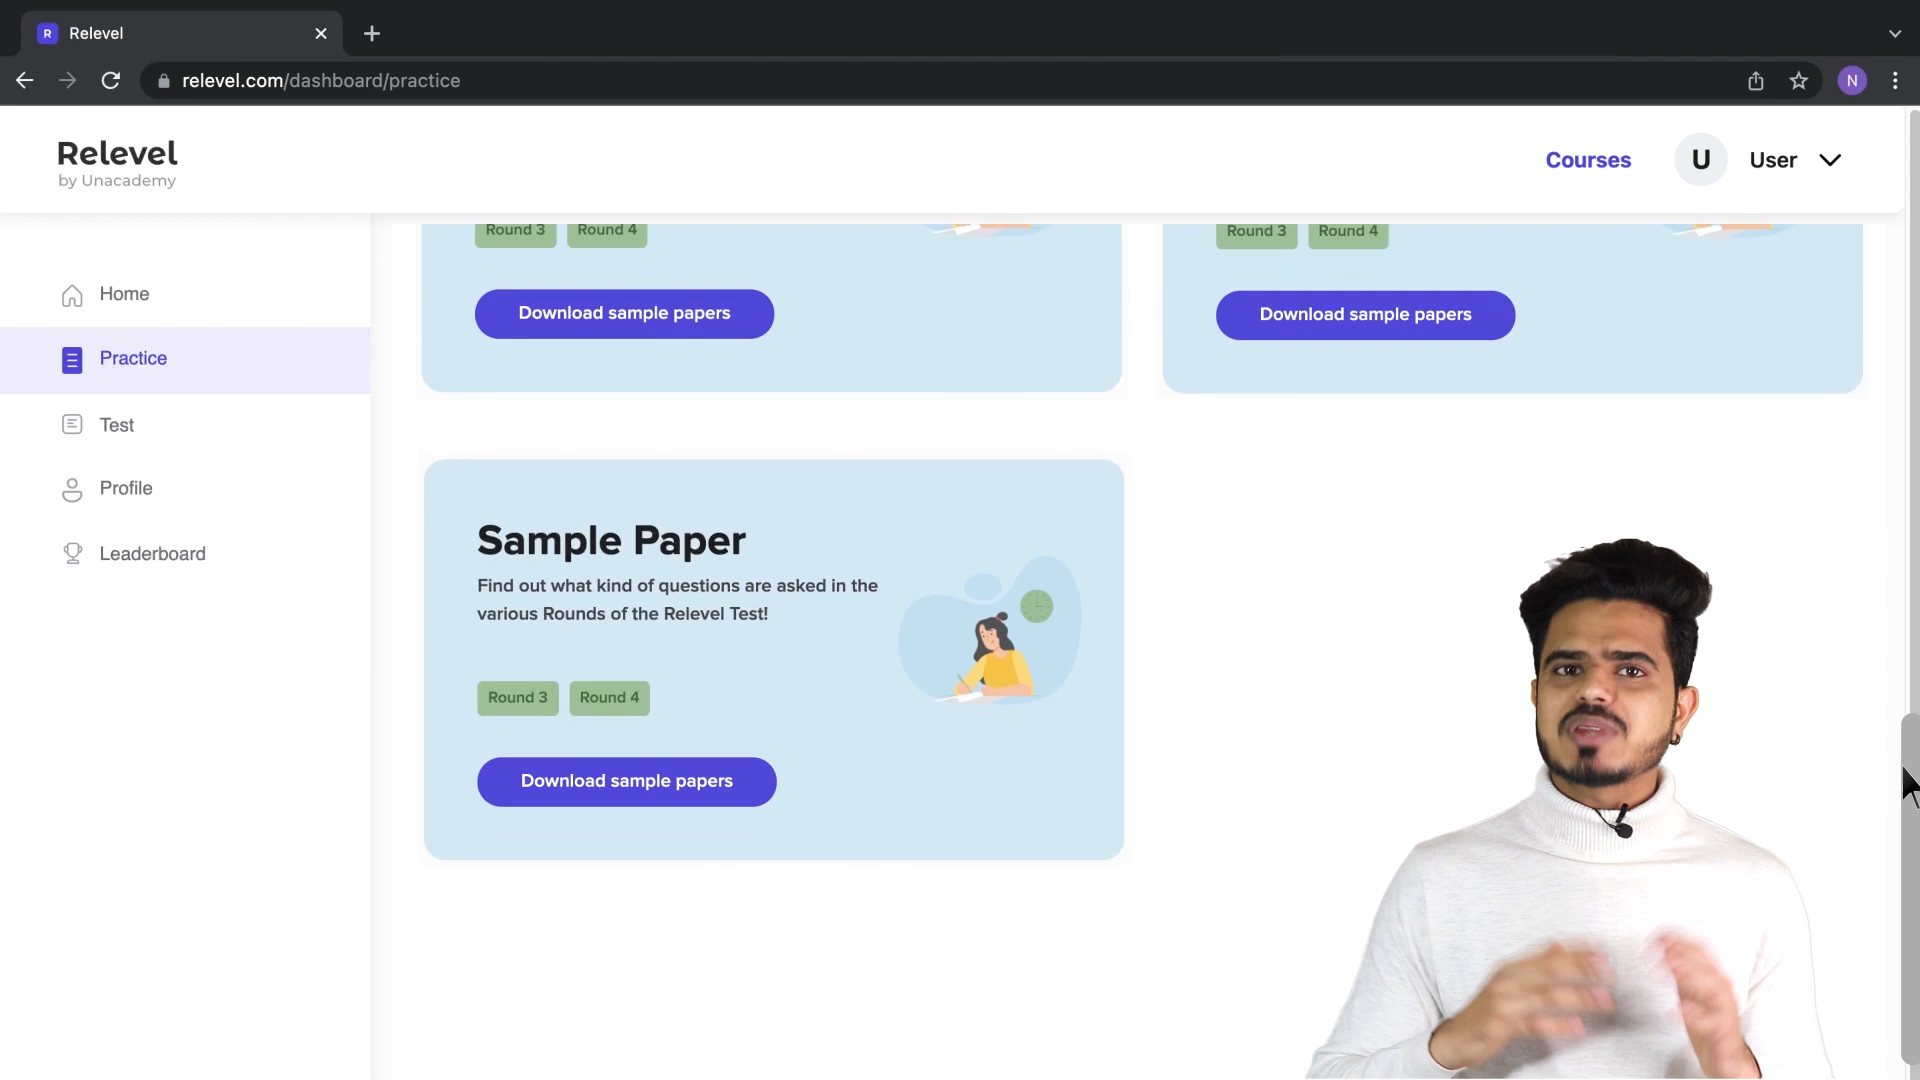 R Relevel
relevel.com/dashboard/practice
N
Relevel
by Unacademy
Courses
U User
Home
Practice
Test
Profile
Leaderboard
Round 3 Round 4
Download sample papers
Round 3 Round 4
Download sample papers
Sample Paper
Find out what kind of questions are asked in the
various Rounds of the Relevel Test!
Round 3 Round 4
Download sample papers